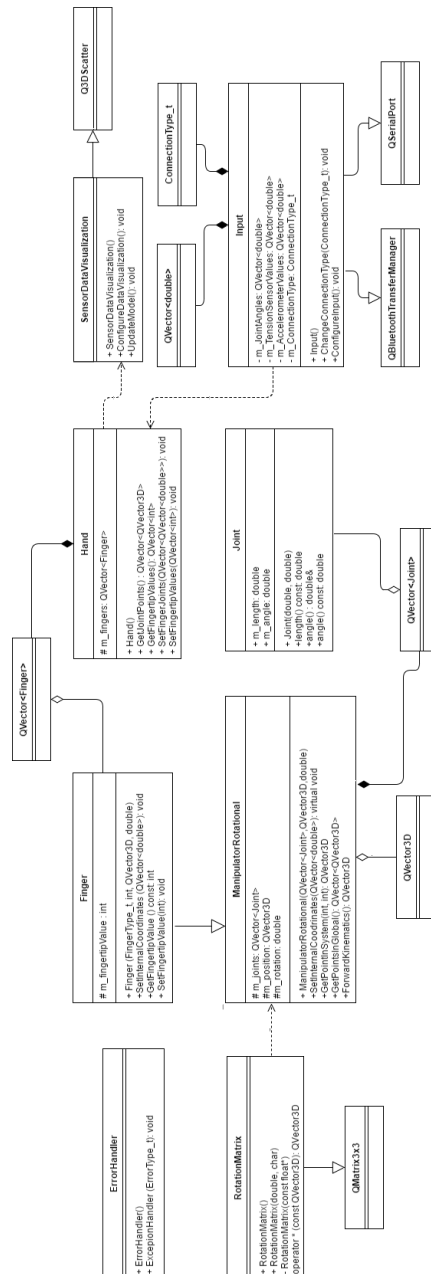 ErrorHandler
+ ErrorHandler()
+ ExcepionHandler (ErrorType_t): void
RotationMatrix
+ RotationMatrix()
+ RotationMatrix(double, char)
- RotationMatrix(const float*)
operator * (const QVector3D): QVector3D
QMatrix3x3
QVector<Finger>
Finger
# m_fingertipValue : int
+ Finger (FingerType_t, int, QVector3D, double)
+SetInternalCoordinates (QVector<double>): void
+GetFingertipValue () const: int
+ SetFingertipValue(int): void
ManipulatorRotational
# m_joints: QVector<Joint>
#m_position: QVector3D
#m_rotation: double
+ ManipulatorRotational(QVector<Joint>,QVector3D,double)
+SetInternalCoodrinates(QVector<double>): virtual void
+GetPointInSystem(int, int): QVector3D
+GetPointsInGlobal(): QVector<QVector3D>
+ForwardKinematics(): QVector3D
QVector3D
Hand
# m_fingers: QVector<Finger>
+ Hand()
+ GetJointPoints() : QVector<QVector3D>
+ GetFingertipValues(): QVector<int>
+ SetFingerJoints(QVector<QVector<double>>): void
+ SetFingertipValues(QVector<int>): void
Joint
+ m_length: double
+ m_angle: double
+ Joint(double, double)
+length() const: double
+angle() : double&
+angle() const: double
QVector<Joint>
Q3DScatter
SensorDataVisualization
+ SensorDataVisualization()
+ConfigureDataVisualization(): void
+UpdateModel(): void
ConnectionType_t
QVector<double>
Input
- m_JointAngles: QVector<double>
- m_TensionSensorValues: QVector<double>
- m_AccelerometerValues: QVector<double>
- m_ConnectionType: ConnectionType_t
+ Input()
+ ChangeConnectionType(ConnectionType_t): void
+ConfigureInput(): void
QSerialPort
QBluetoothTransferManager